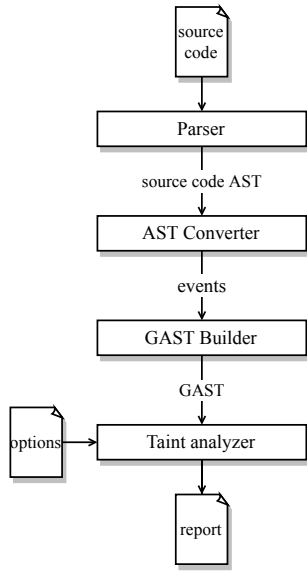 source
code
Parser
source code AST
AST Converter
events
GAST Builder
GAST
options
Taint analyzer
report